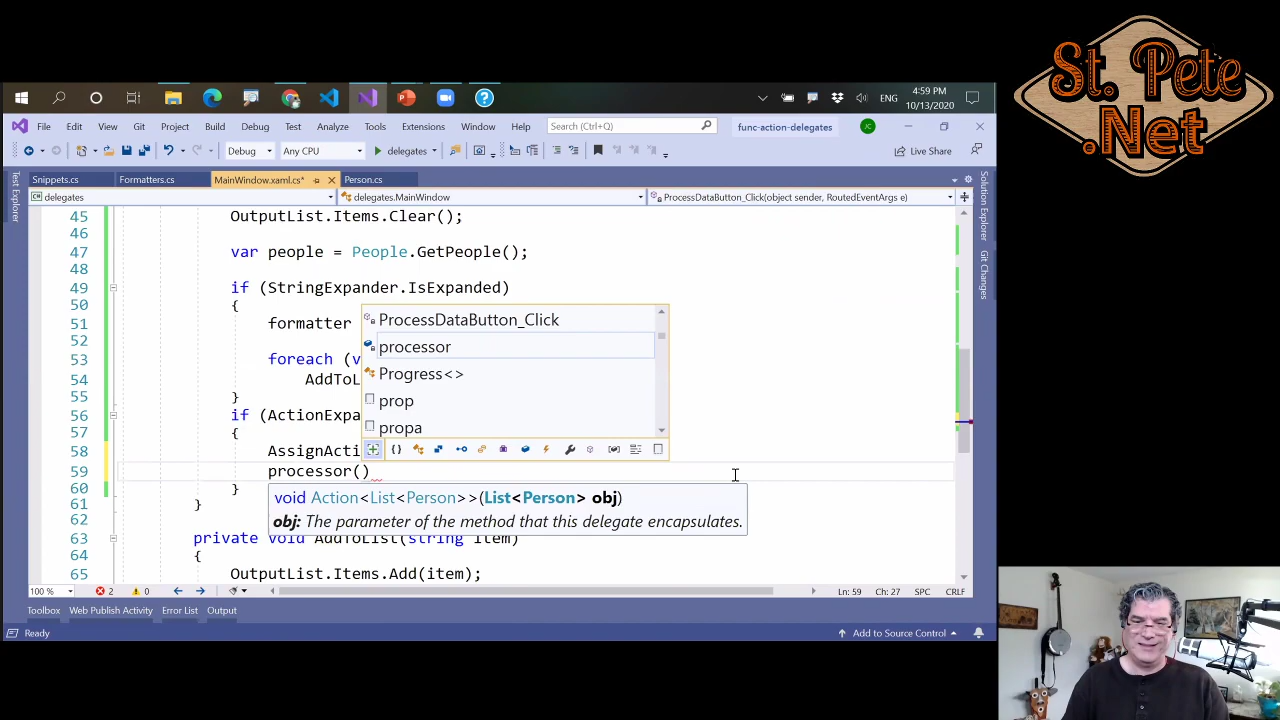 St. Pete
.Net
4:59 PM
ENG
10/13/2020
File Edit View Git Project Build Debug Test Analyze Tools Extensions Window Help Search (Ctrl+Q) func-action-delegates JC
Debug Any CPU delegates Live Share
Snippets.cs Formatters.cs MainWindow.xaml.cs* Person.cs
delegates delegates.MainWindow ProcessDataButton_Click(object sender, RoutedEventArgs e)
Test Explorer
Solution Explorer
Git Changes
45 OutputList.Items.Clear();
46
47 var people = People.GetPeople();
48
49 if (StringExpander.IsExpanded)
50 {
51 formatter
52
53 foreach (v
54 AddToL
55 }
56 if (ActionExpa
57 {
58 AssignActi
59 processor()
60 }
61 }
62
63 private void AddToList(string item)
64 {
65 OutputList.Items.Add(item);
ProcessDataButton_Click
processor
Progress<>
prop
propa
void Action<List<Person>>(List<Person> obj)
obj: The parameter of the method that this delegate encapsulates.
100 % 2 0 Ln: 59 Ch: 27 SPC CRLF
Toolbox Web Publish Activity Error List Output
Ready Add to Source Control